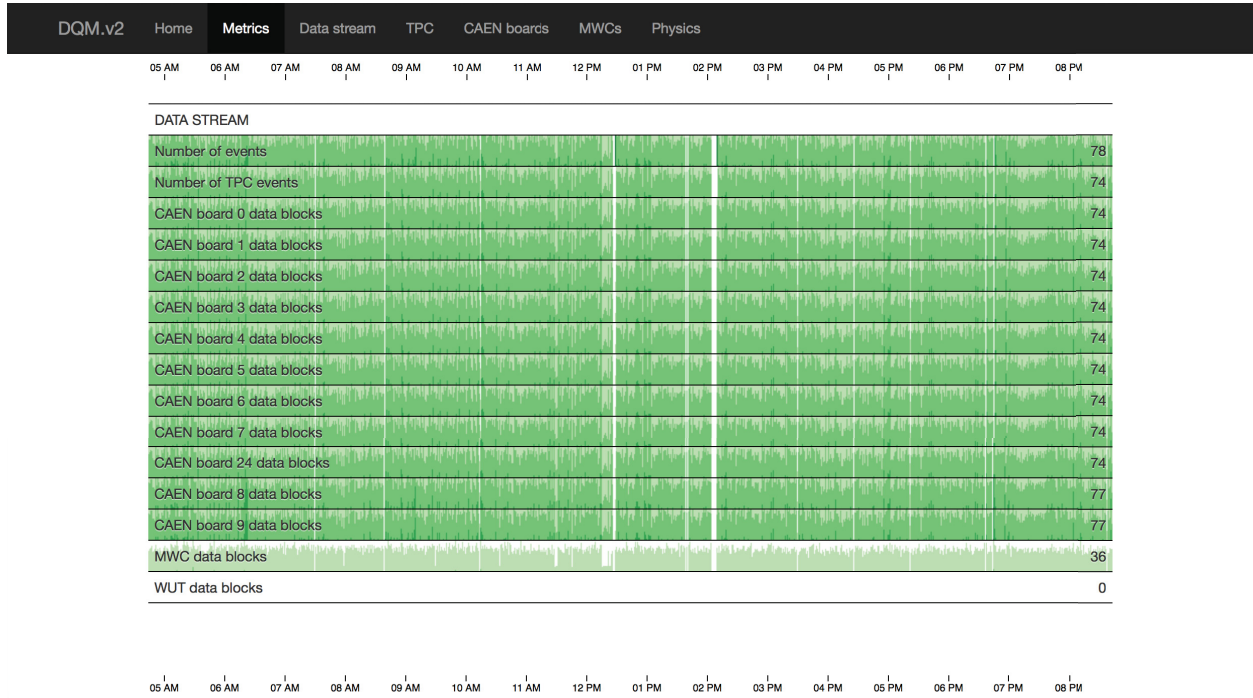 DQM.v2 Home Metrics Data stream TPC CAEN boards MWCs Physics
05 AM 06 AM 07 AM 08 AM 09 AM 10 AM 11 AM 12 PM 01 PM 02 PM 03 PM 04 PM 05 PM 06 PM 07 PM 08 PM
DATA STREAM
Number of events 78
Number of TPC events 74
CAEN board 0 data blocks 74
CAEN board 1 data blocks 74
CAEN board 2 data blocks 74
CAEN board 3 data blocks 74
CAEN board 4 data blocks 74
CAEN board 5 data blocks 74
CAEN board 6 data blocks 74
CAEN board 7 data blocks 74
CAEN board 24 data blocks 74
CAEN board 8 data blocks 77
CAEN board 9 data blocks 77
MWC data blocks 36
WUT data blocks 0
05 AM 06 AM 07 AM 08 AM 09 AM 10 AM 11 AM 12 PM 01 PM 02 PM 03 PM 04 PM 05 PM 06 PM 07 PM 08 PM